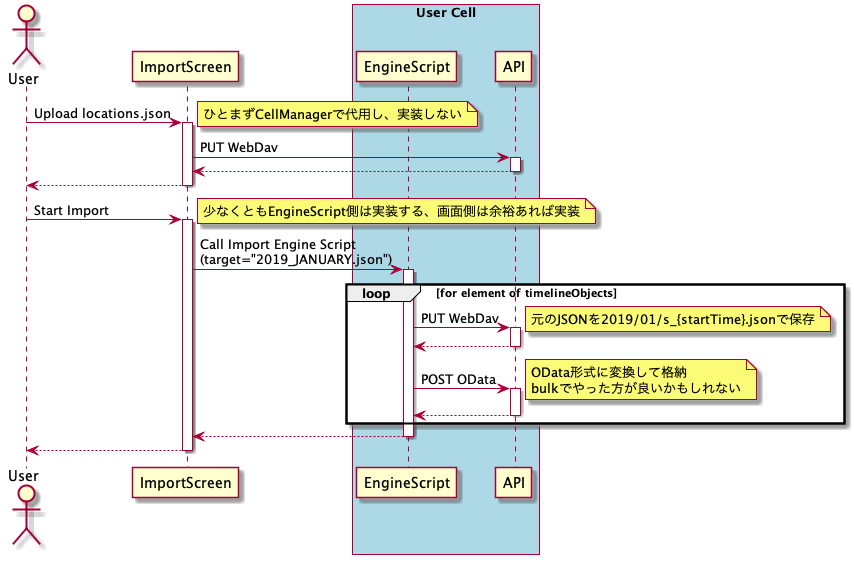 User Cell
User
ImportScreen
EngineScript
API
Upload locations.json
ひとまずCellManagerで代用し、実装しない
PUT WebDav
Start Import
少なくともEngineScript側は実装する、画面側は余裕あれば実装
Call Import Engine Script
(target="2019_JANUARY.json")
loop
[for element of timelineObjects]
PUT WebDav
元のJSONを2019/01/s_{startTime}.jsonで保存
POST OData
OData形式に変換して格納
bulkでやった方が良いかもしれない
User
ImportScreen
EngineScript
API